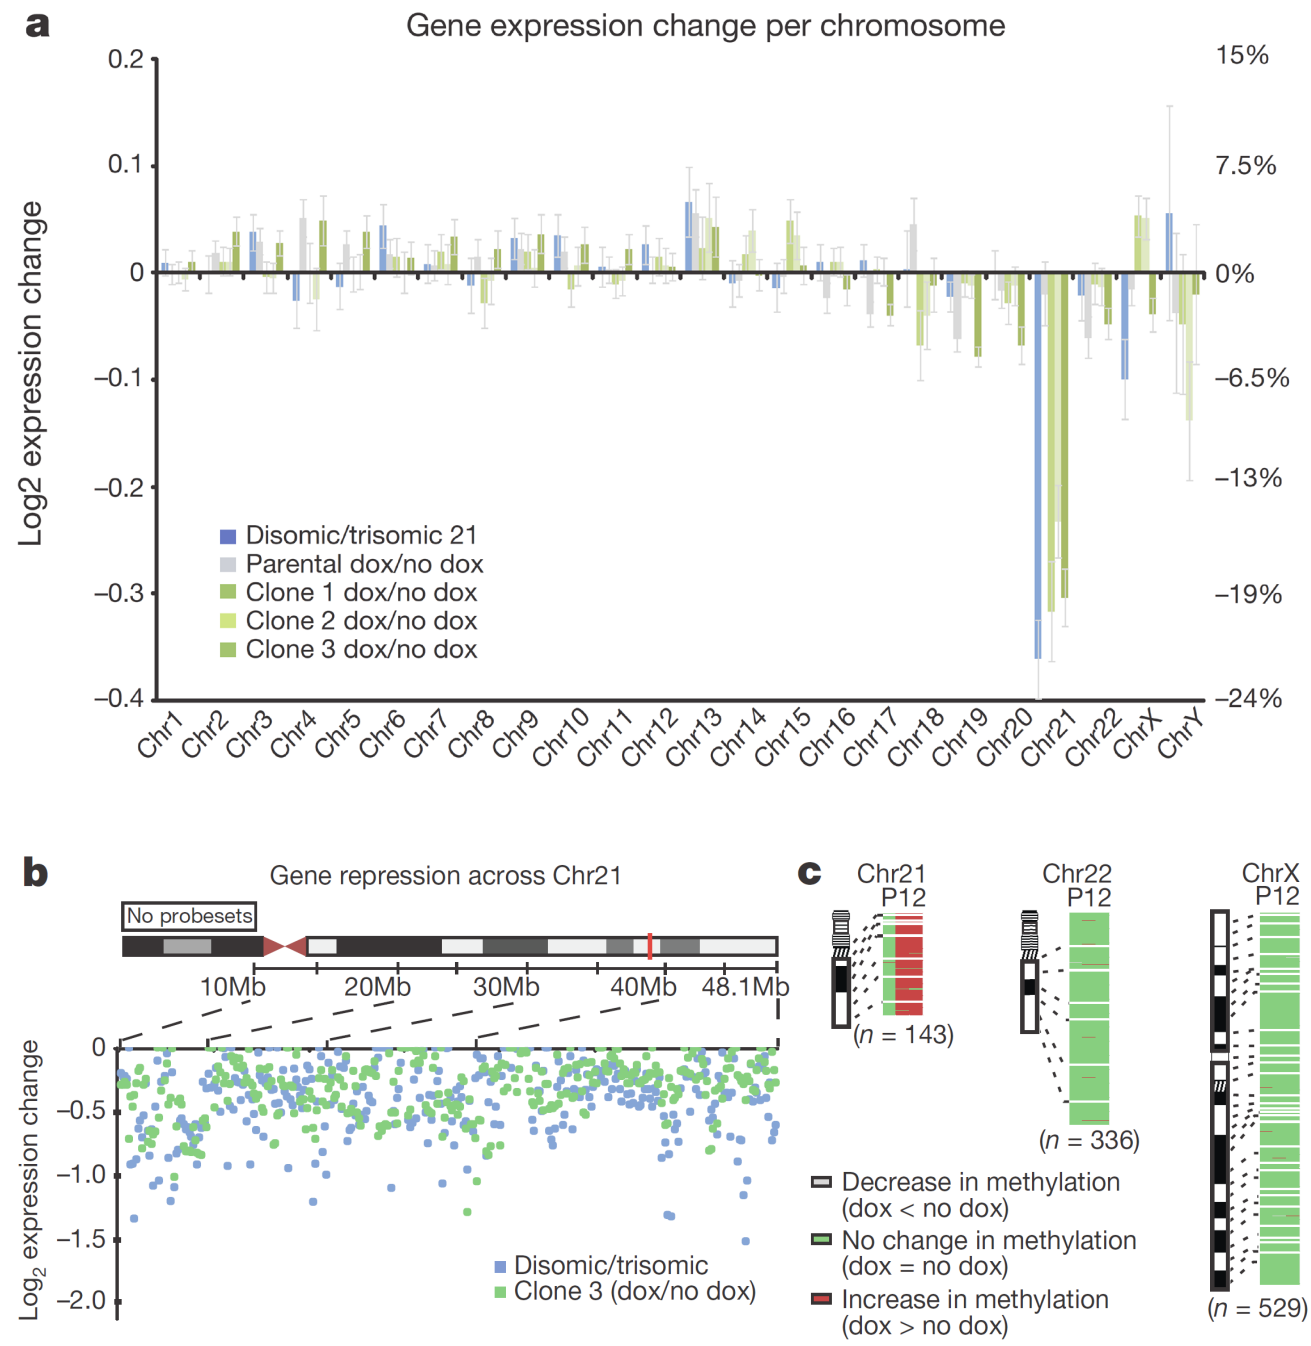 a
Gene expression change per chromosome
Log2 expression change
0.2
0.1
0
–0.1
–0.2
–0.3
–0.4
15%
7.5%
0%
–6.5%
–13%
–19%
–24%
Disomic/trisomic 21
Parental dox/no dox
Clone 1 dox/no dox
Clone 2 dox/no dox
Clone 3 dox/no dox
Chr1
Chr2
Chr3
Chr4
Chr5
Chr6
Chr7
Chr8
Chr9
Chr10
Chr11
Chr12
Chr13
Chr14
Chr15
Chr16
Chr17
Chr18
Chr19
Chr20
Chr21
Chr22
ChrX
ChrY
b
Gene repression across Chr21
No probesets
10Mb 20Mb 30Mb 40Mb 48.1Mb
Log2 expression change
0
–0.5
–1.0
–1.5
–2.0
Disomic/trisomic
Clone 3 (dox/no dox)
c
Chr21
P12
(n = 143)
Chr22
P12
(n = 336)
ChrX
P12
(n = 529)
Decrease in methylation
(dox < no dox)
No change in methylation
(dox = no dox)
Increase in methylation
(dox > no dox)